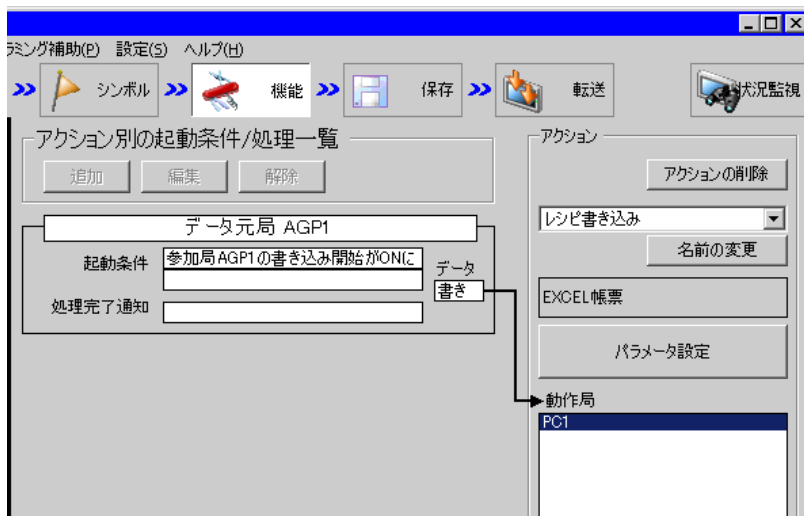 ラミング補助(P) 設定(S) ヘルプ(H)
シンボル 機能 保存 転送 状況監視
アクション別の起動条件/処理一覧
追加 編集 解除
データ元局 AGP1
起動条件 参加局AGP1の書き込み開始がONに
データ
書き
処理完了通知
アクション
アクションの削除
レシピ書き込み
名前の変更
EXCEL帳票
パラメータ設定
動作局
PC1